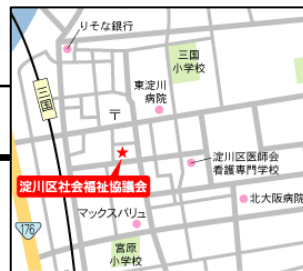 りそな銀行
三国
小学校
東淀川
病院
三国
〒
淀川区医師会
看護専門学校
淀川区社会福祉協議会
北大阪病院
マックスバリュ
176
宮原
小学校